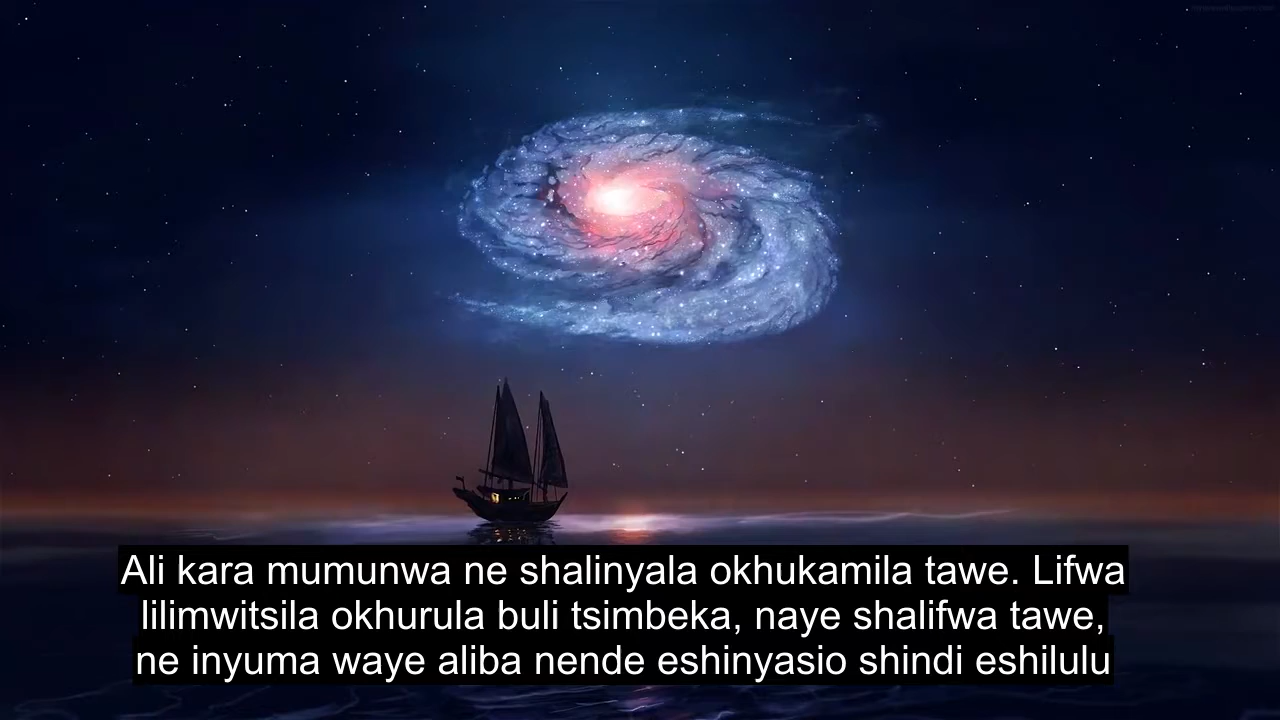 Ali kara mumunwa ne shalinyala okhukamila tawe. Lifwa
lilimwitsila okhurula buli tsimbeka, naye shalifwa tawe,
ne inyuma waye aliba nende eshinyasio shindi eshilulu